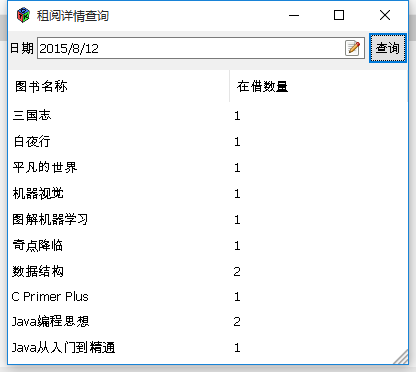 租阅详情查询
日期 2015/8/12 查询
图书名称 在借数量
三国志 1
白夜行 1
平凡的世界 1
机器视觉 1
图解机器学习 1
奇点降临 1
数据结构 2
C Primer Plus 1
Java编程思想 2
Java从入门到精通 1